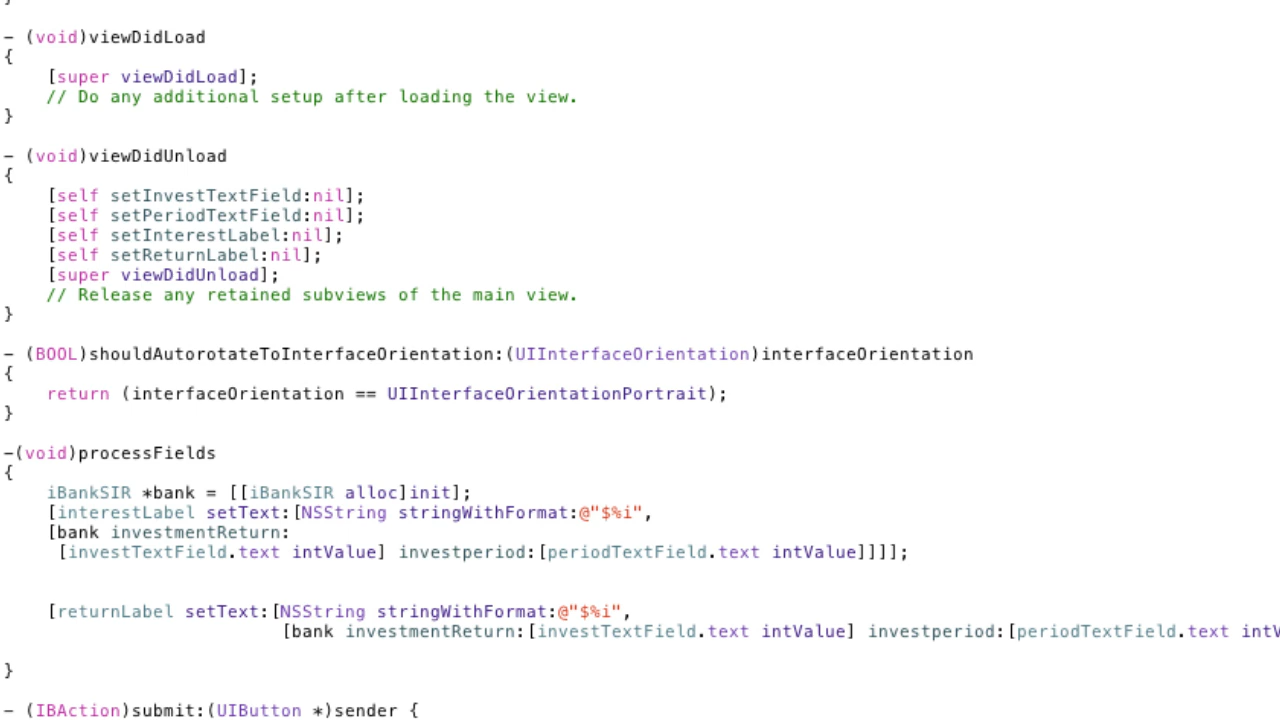 }
- (void)viewDidLoad
{
    [super viewDidLoad];
    // Do any additional setup after loading the view.
}
- (void)viewDidUnload
{
    [self setInvestTextField:nil];
    [self setPeriodTextField:nil];
    [self setInterestLabel:nil];
    [self setReturnLabel:nil];
    [super viewDidUnload];
    // Release any retained subviews of the main view.
}
- (BOOL)shouldAutorotateToInterfaceOrientation:(UIInterfaceOrientation)interfaceOrientation
{
    return (interfaceOrientation == UIInterfaceOrientationPortrait);
}
-(void)processFields
{
    iBankSIR *bank = [[iBankSIR alloc]init];
    [interestLabel setText:[NSString stringWithFormat:@"$%i",
    [bank investmentReturn:
     [investTextField.text intValue] investperiod:[periodTextField.text intValue]]]];
    [returnLabel setText:[NSString stringWithFormat:@"$%i",
                          [bank investmentReturn:[investTextField.text intValue] investperiod:[periodTextField.text intV
}
- (IBAction)submit:(UIButton *)sender {